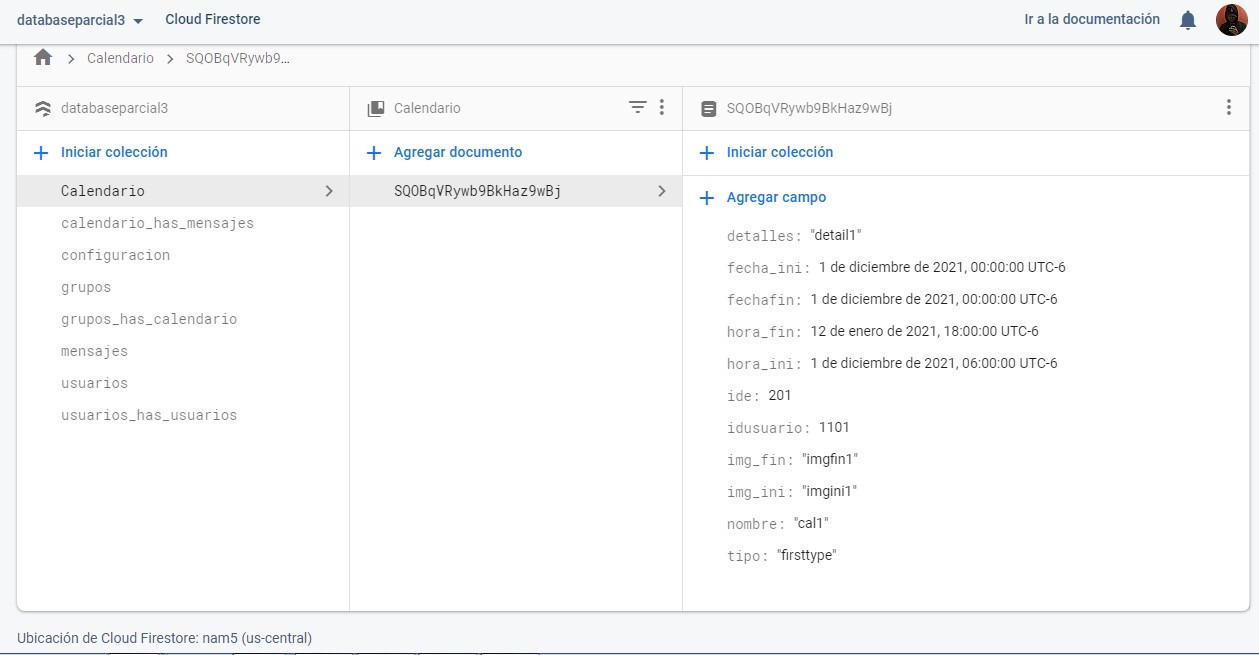 databaseparcial3 Cloud Firestore Ir a la documentación
Calendario SQOBqVRywb9...
databaseparcial3 Calendario SQOBqVRywb9BkHaz9wBj
Iniciar colección Agregar documento Iniciar colección
Calendario SQOBqVRywb9BkHaz9wBj Agregar campo
calendario_has_mensajes
configuracion
grupos
grupos_has_calendario
mensajes
usuarios
usuarios_has_usuarios
detalles: "detail1"
fecha_ini: 1 de diciembre de 2021, 00:00:00 UTC-6
fechafin: 1 de diciembre de 2021, 00:00:00 UTC-6
hora_fin: 12 de enero de 2021, 18:00:00 UTC-6
hora_ini: 1 de diciembre de 2021, 06:00:00 UTC-6
ide: 201
idusuario: 1101
img_fin: "imgfin1"
img_ini: "imgini1"
nombre: "cal1"
tipo: "firsttype"
Ubicación de Cloud Firestore: nam5 (us-central)